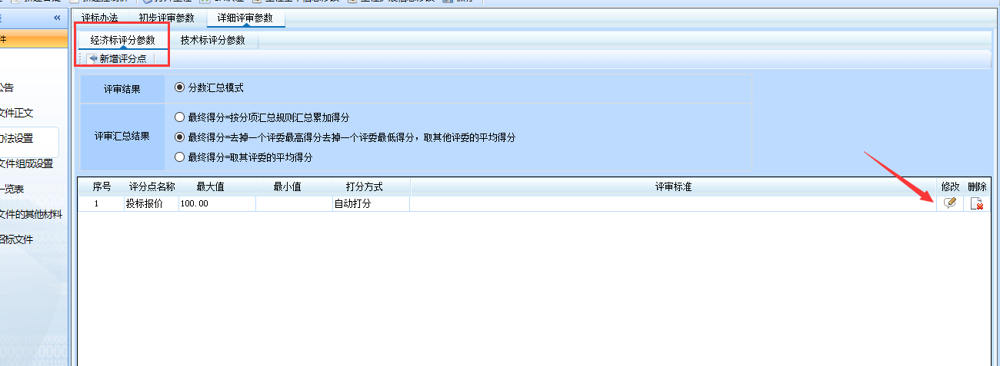 评标办法 初步评审参数 详细评审参数
件
经济标评分参数 技术标评分参数
新增评分点
公告
评审结果 分数汇总模式
文件正文
最终得分=按分项汇总规则汇总累加得分
办法设置
评审汇总结果 最终得分=去掉一个评委最高得分去掉一个评委最低得分，取其他评委的平均得分
最终得分=取其评委的平均得分
文件组成设置
一览表
序号 评分点名称 最大值 最小值 打分方式 评审标准 修改 删除
1 投标报价 100.00 自动打分
文件的其他材料
招标文件